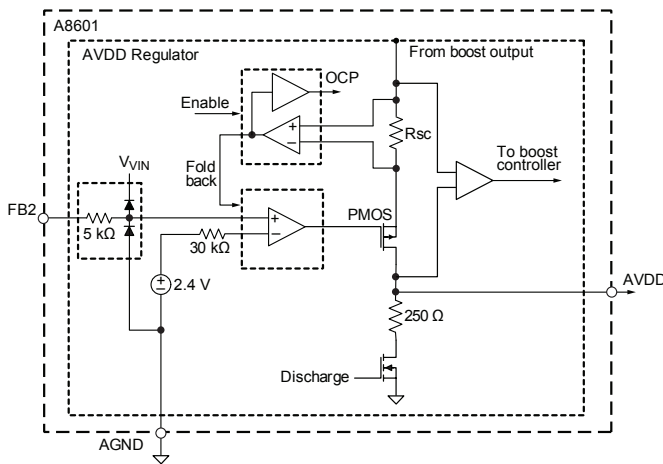 A8601
AVDD Regulator
From boost output
OCP
Enable
+
−
Rsc
To boost
controller
Fold
back
V_VIN
FB2
5 kΩ
30 kΩ
+
−
PMOS
+
−
2.4 V
AVDD
250 Ω
Discharge
AGND